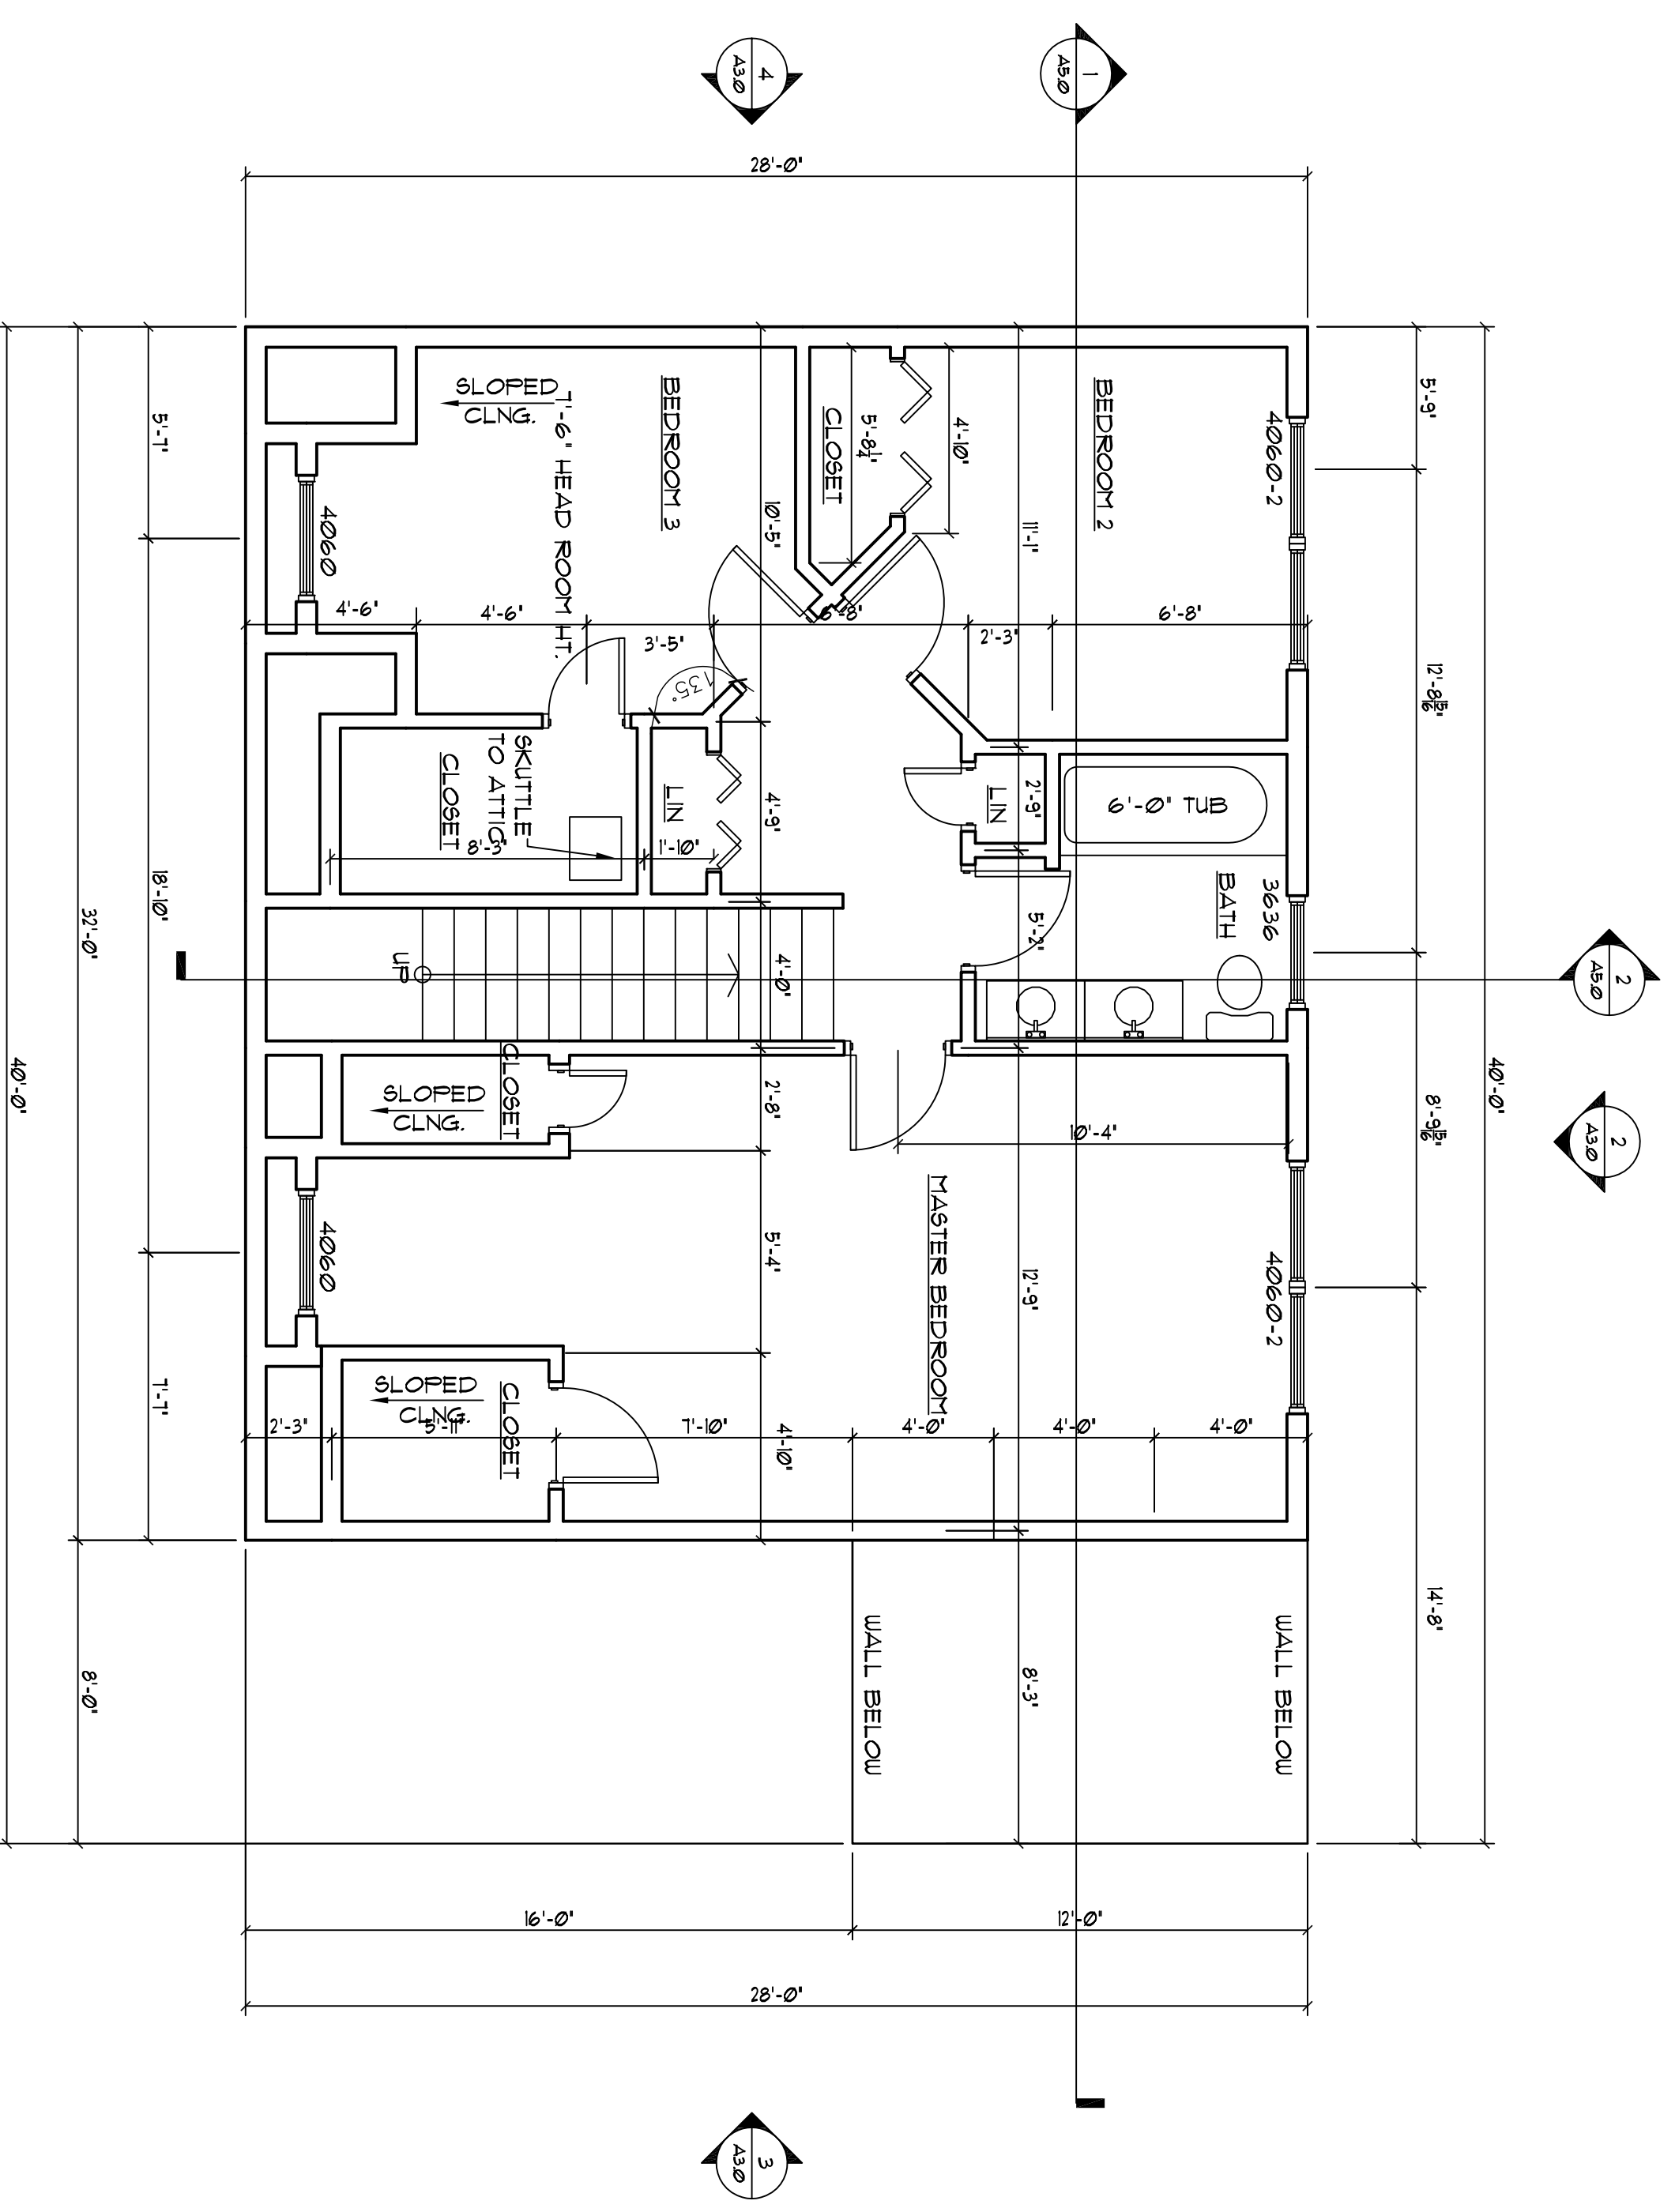 4
A3.0
1
A5.0
28'-0"
5'-9"
12'-8 5/16"
8'-9 15/16"
14'-8"
40'-0"
2
A5.0
2
A3.0
4060-2
BEDROOM 2
4'-10"
5'-8 1/4"
CLOSET
11'-1"
10'-5"
BEDROOM 3
SLOPED
CLNG.
7'-6" HEAD ROOM HT.
4060
4'-6"
4'-6"
3'-5"
6'-8"
2'-3"
6'-8"
135°
5'-7"
18'-10"
7'-7"
32'-0"
8'-0"
40'-0"
6'-0" TUB
2'-9"
LIN
4'-9"
LIN
SKUTTLE
TO ATTIC
CLOSET
8'-3"
1'-10"
3636
BATH
5'-2"
4'-0"
UP
CLOSET
SLOPED
CLNG.
2'-8"
10'-4"
MASTER BEDROOM
4060-2
12'-9"
5'-4"
4060
SLOPED
CLNG.
CLOSET
2'-3"
5'-11"
7'-10"
4'-0"
4'-0"
4'-0"
4'-10"
WALL BELOW
8'-3"
WALL BELOW
16'-0"
12'-0"
28'-0"
3
A3.0